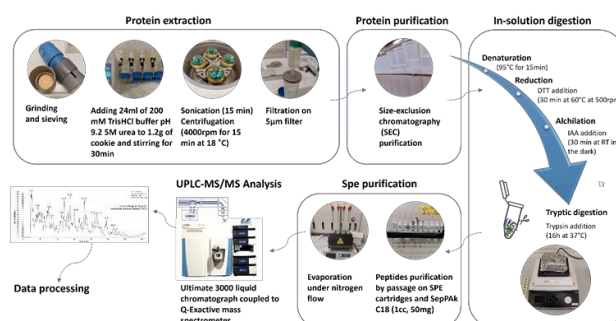 Protein extraction
Protein purification
In-solution digestion
Grinding
and sieving
Adding 24ml of 200
mM TrisHCl buffer pH
9.2 5M urea to 1.2g of
cookie and stirring for
30min
Sonication (15 min)
Centrifugation
(4000rpm for 15
min at 18 °C)
Filtration on
5µm filter
Size-exclusion
chromatography
(SEC)
purification
Denaturation
(95°C for 15min)
Reduction
DTT addition
(30 min at 60°C at 500rpm
Alchilation
IAA addition
(30 min at RT in
the dark)
Tryptic digestion
Trypsin addition
(16h at 37°C)
Spe purification
Peptides purification
by passage on SPE
cartridges and SepPAk
C18 (1cc, 50mg)
Evaporation
under nitrogen
flow
UPLC-MS/MS Analysis
Ultimate 3000 liquid
chromatograph coupled to
Q-Exactive mass
spectrometer
Data processing